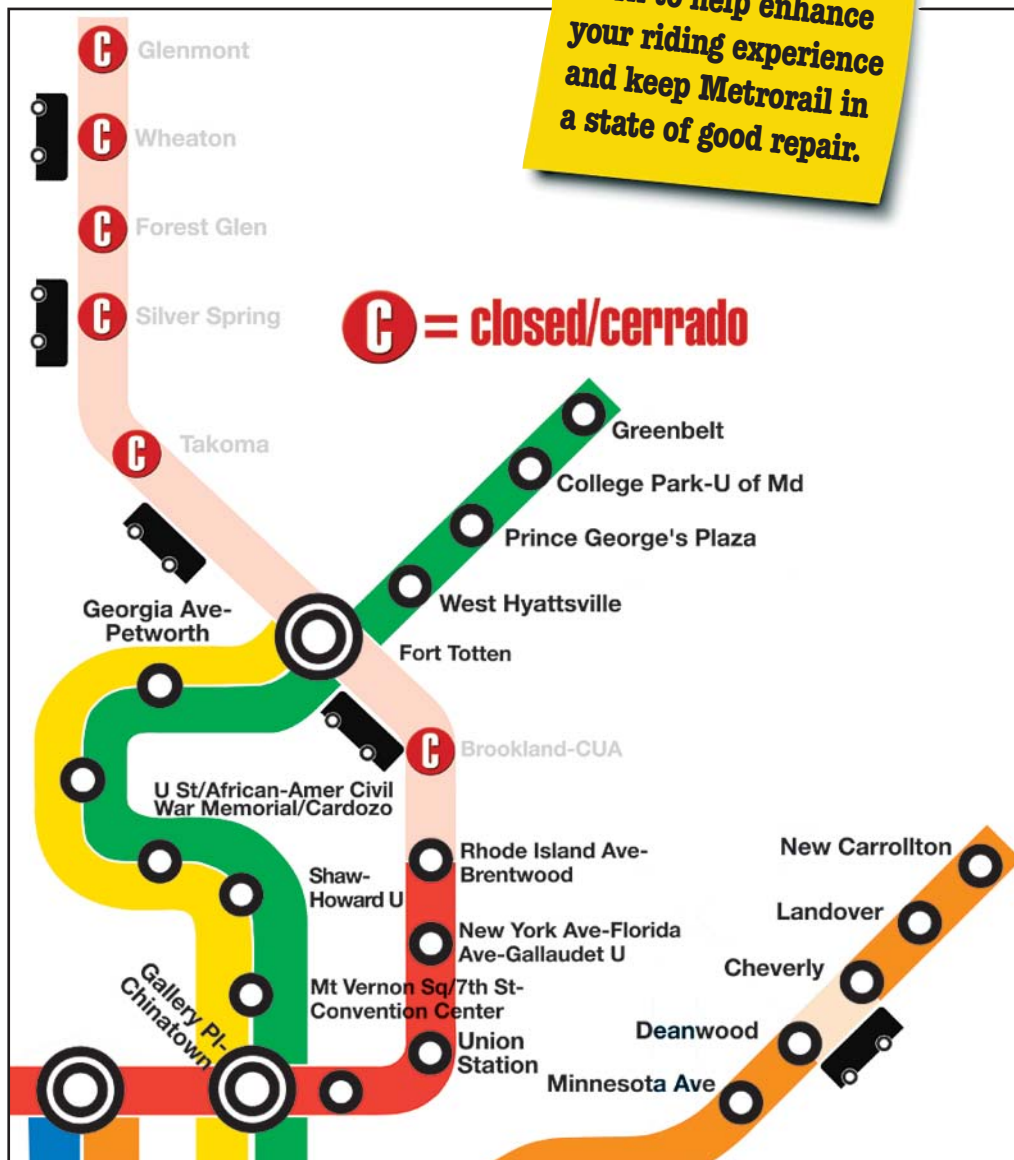 to help enhance
your riding experience
and keep Metrorail in
a state of good repair.
C Glenmont
C Wheaton
C Forest Glen
C Silver Spring
C = closed/cerrado
C Takoma
Greenbelt
College Park-U of Md
Prince George's Plaza
West Hyattsville
Georgia Ave-
Petworth
Fort Totten
C Brookland-CUA
U St/African-Amer Civil
War Memorial/Cardozo
Rhode Island Ave-
Brentwood
New Carrollton
Shaw-
Howard U
Landover
New York Ave-Florida
Ave-Gallaudet U
Cheverly
Gallery Pl-
Chinatown
Mt Vernon Sq/7th St-
Convention Center
Deanwood
Union
Station
Minnesota Ave